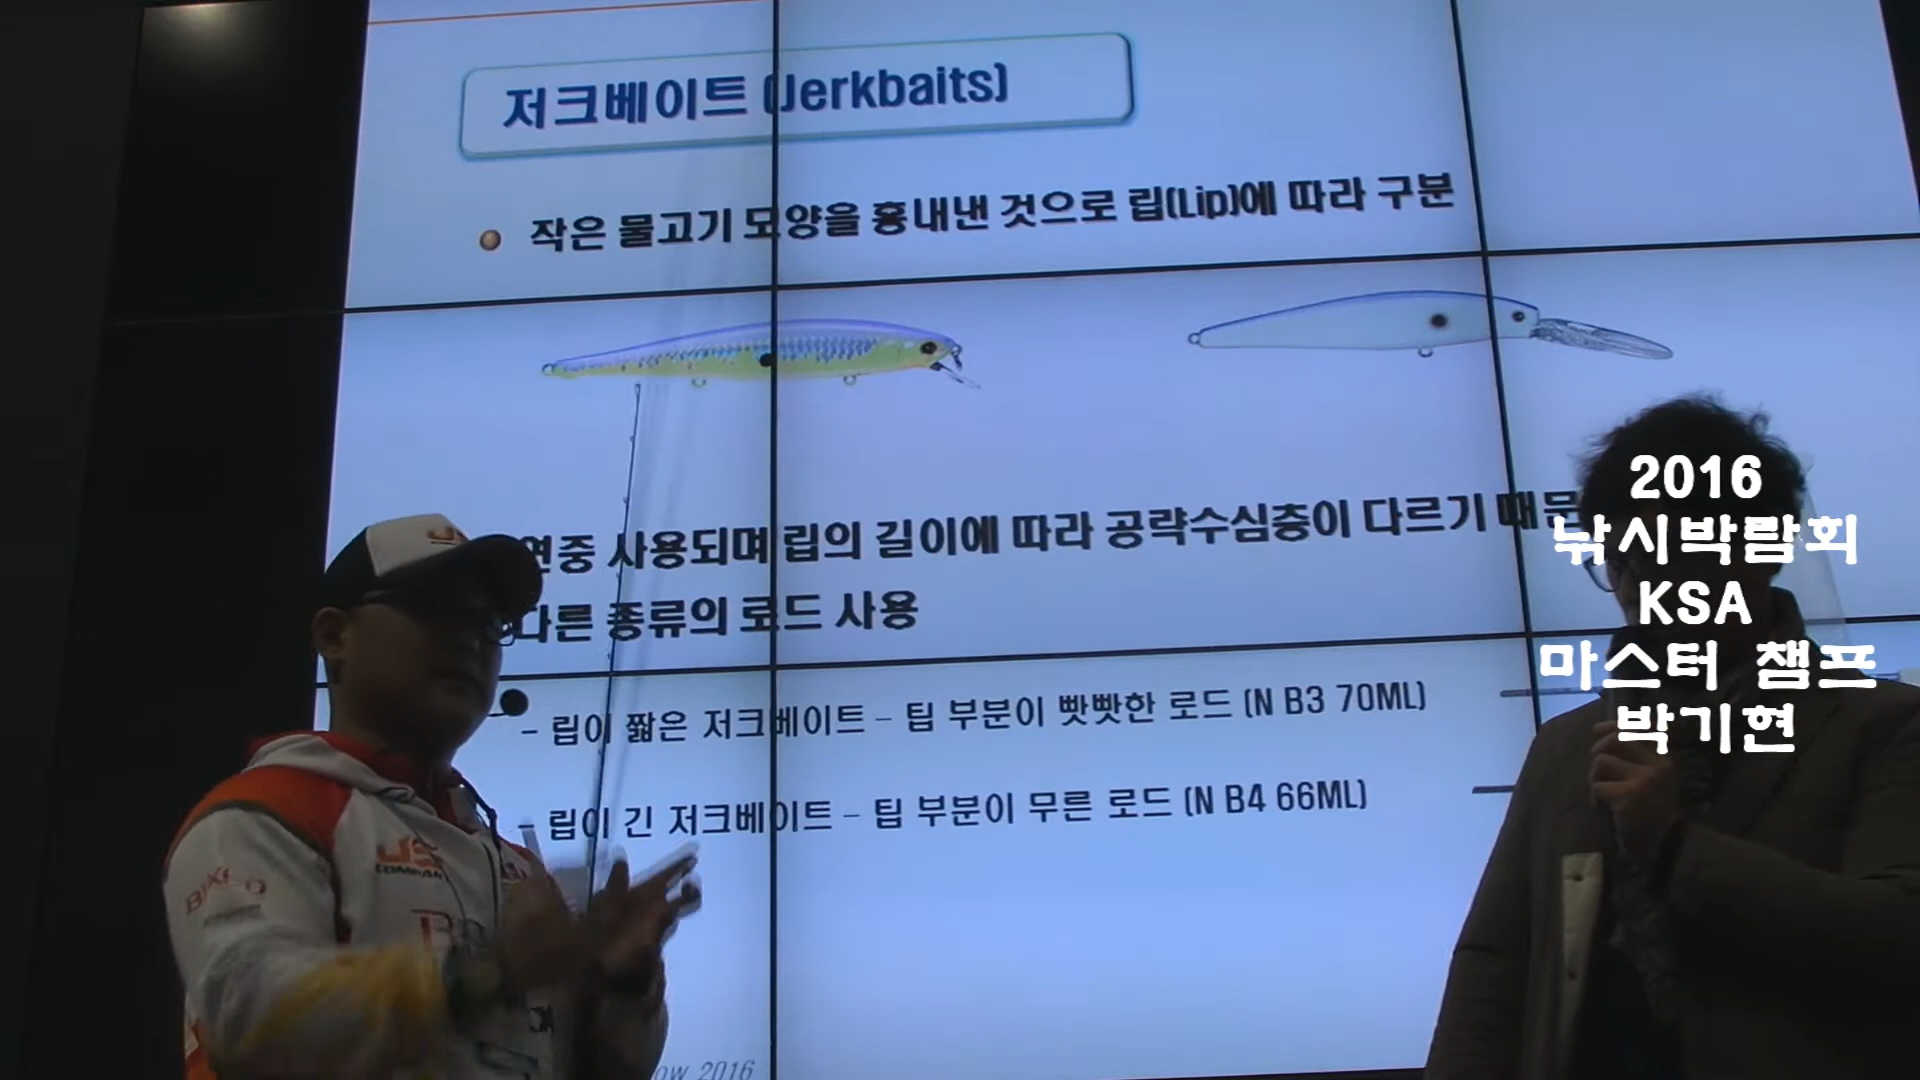 저크베이트 (Jerkbaits)
작은 물고기 모양을 흉내낸 것으로 립(Lip)에 따라 구분
연중 사용되며 립의 길이에 따라 공략수심층이 다르기 때문
다른 종류의 로드 사용
- 립이 짧은 저크베이트 - 팁 부분이 빳빳한 로드 (N B3 70ML)
- 립이 긴 저크베이트 - 팁 부분이 무른 로드 (N B4 66ML)
2016
낚시박람회
KSA
마스터 챔프
박기현
JS
COMPANY
2016